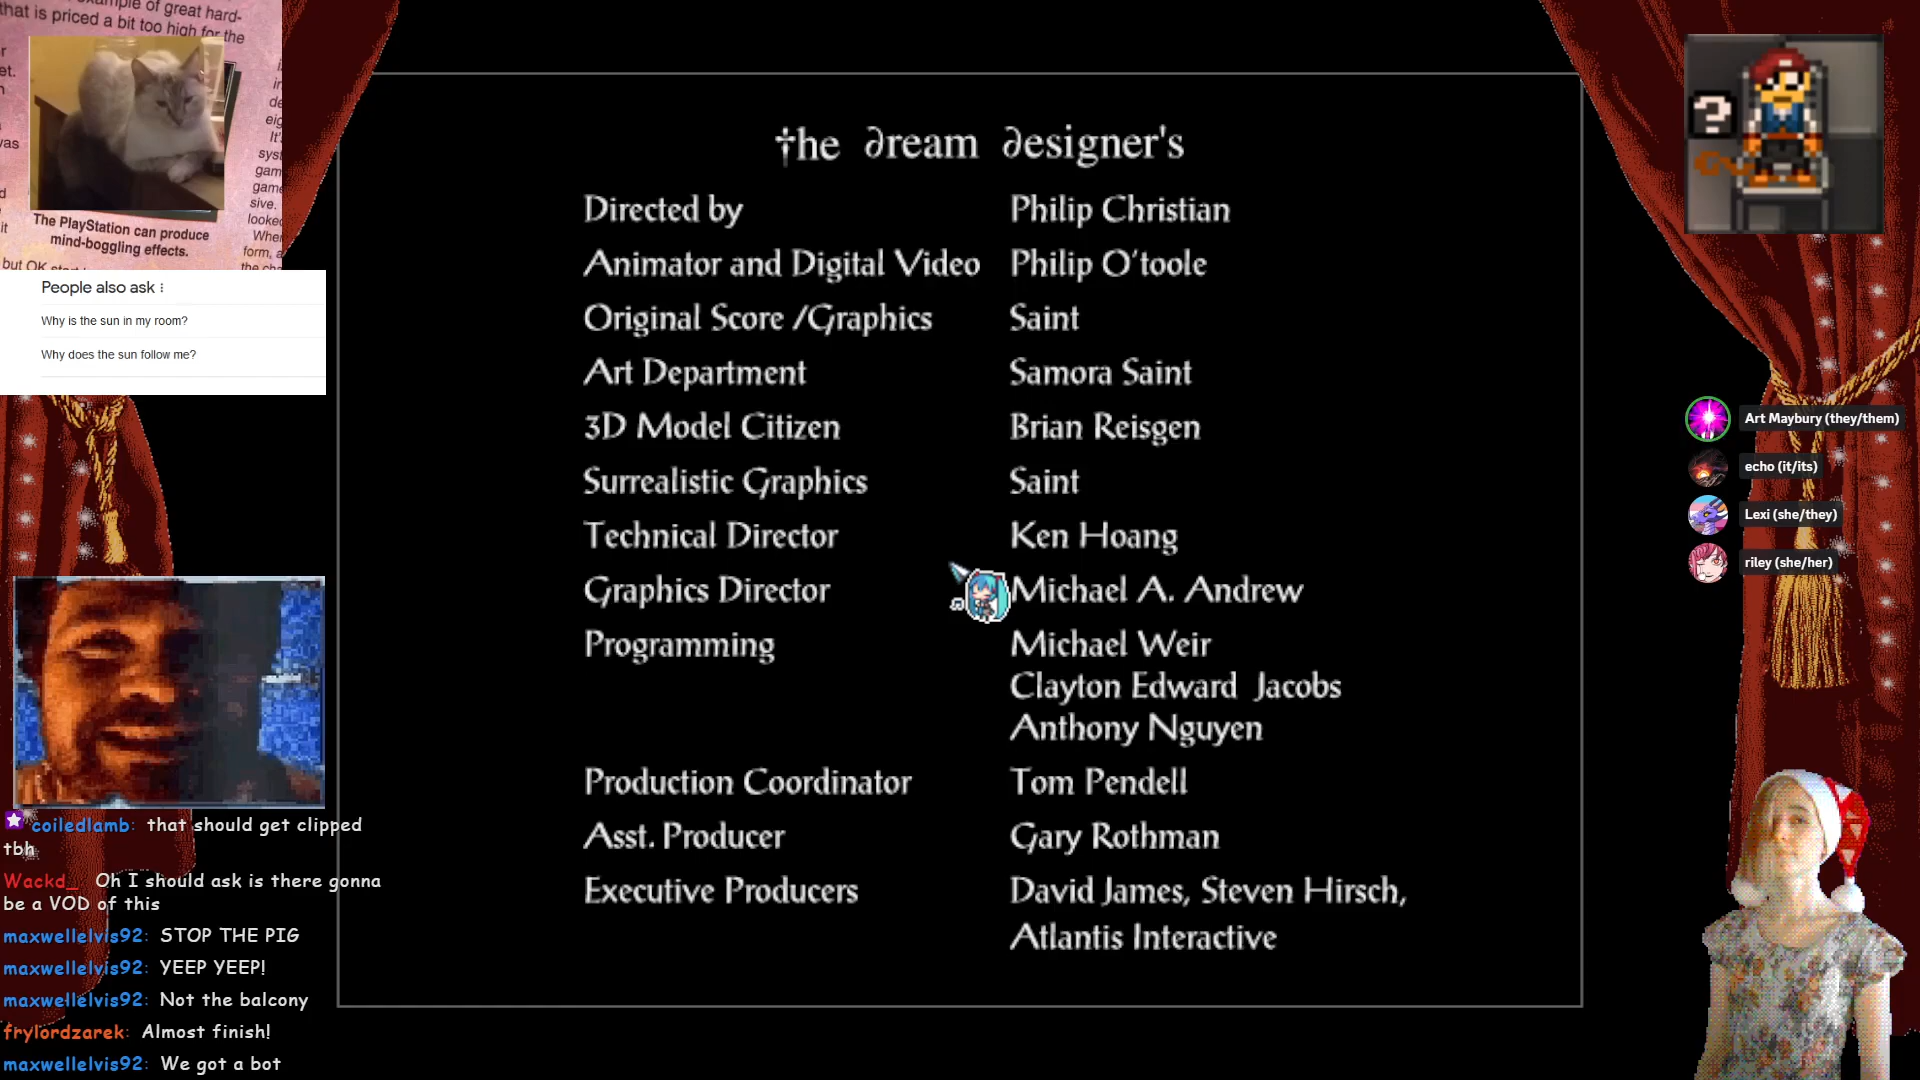 example of great hard-
that is priced a bit too high for the
The PlayStation can produce
mind-boggling effects.
People also ask
Why is the sun in my room?
Why does the sun follow me?
†he ∂ream ∂esigner's
Directed by Philip Christian
Animator and Digital Video Philip O'toole
Original Score /Graphics Saint
Art Department Samora Saint
3D Model Citizen Brian Reisgen
Surrealistic Graphics Saint
Technical Director Ken Hoang
Graphics Director Michael A. Andrew
Programming Michael Weir
Clayton Edward Jacobs
Anthony Nguyen
Production Coordinator Tom Pendell
Asst. Producer Gary Rothman
Executive Producers David James, Steven Hirsch,
Atlantis Interactive
?
Art Maybury (they/them)
echo (it/its)
Lexi (she/they)
riley (she/her)
coiledlamb: that should get clipped
tbh
Wackd_ Oh I should ask is there gonna
be a VOD of this
maxwellelvis92: STOP THE PIG
maxwellelvis92: YEEP YEEP!
maxwellelvis92: Not the balcony
frylordzarek: Almost finish!
maxwellelvis92: We got a bot